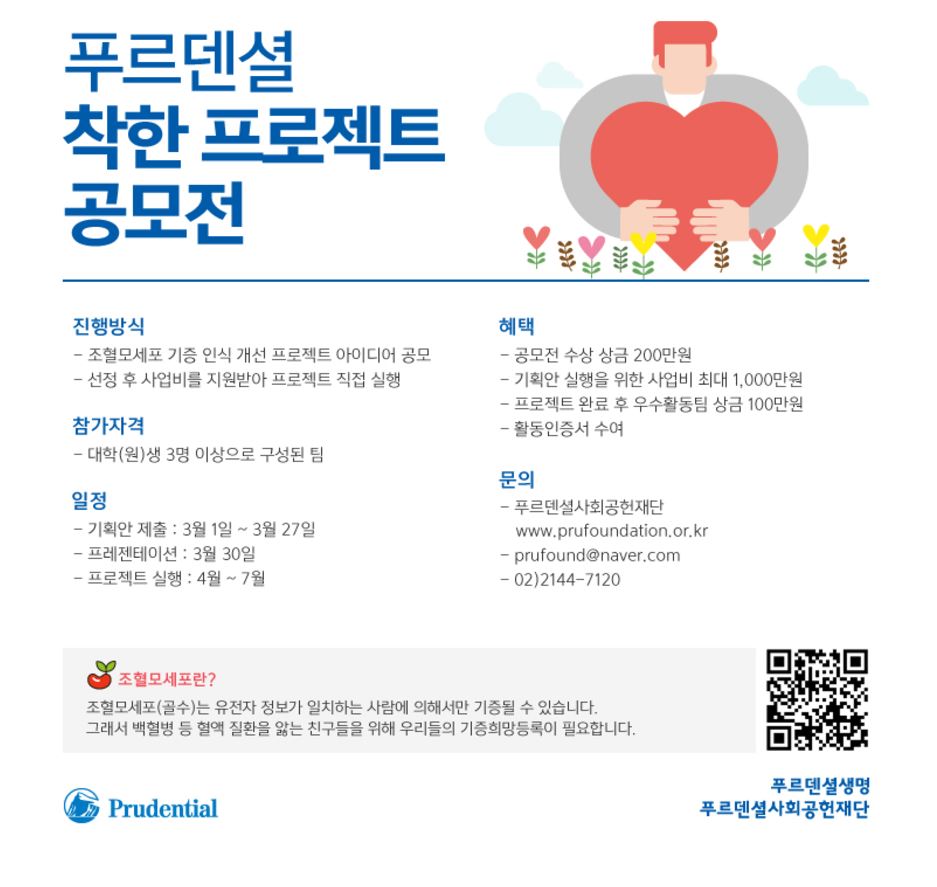 푸르덴셜
착한 프로젝트
공모전
진행방식
- 조혈모세포 기증 인식 개선 프로젝트 아이디어 공모
- 선정 후 사업비를 지원받아 프로젝트 직접 실행
참가자격
- 대학(원)생 3명 이상으로 구성된 팀
일정
- 기획안 제출 : 3월 1일 ~ 3월 27일
- 프레젠테이션 : 3월 30일
- 프로젝트 실행 : 4월 ~ 7월
혜택
- 공모전 수상 상금 200만원
- 기획안 실행을 위한 사업비 최대 1,000만원
- 프로젝트 완료 후 우수활동팀 상금 100만원
- 활동인증서 수여
문의
- 푸르덴셜사회공헌재단
www.prufoundation.or.kr
- prufound@naver.com
- 02)2144-7120
조혈모세포란?
조혈모세포(골수)는 유전자 정보가 일치하는 사람에 의해서만 기증될 수 있습니다.
그래서 백혈병 등 혈액 질환을 앓는 친구들을 위해 우리들의 기증희망등록이 필요합니다.
Prudential
푸르덴셜생명
푸르덴셜사회공헌재단